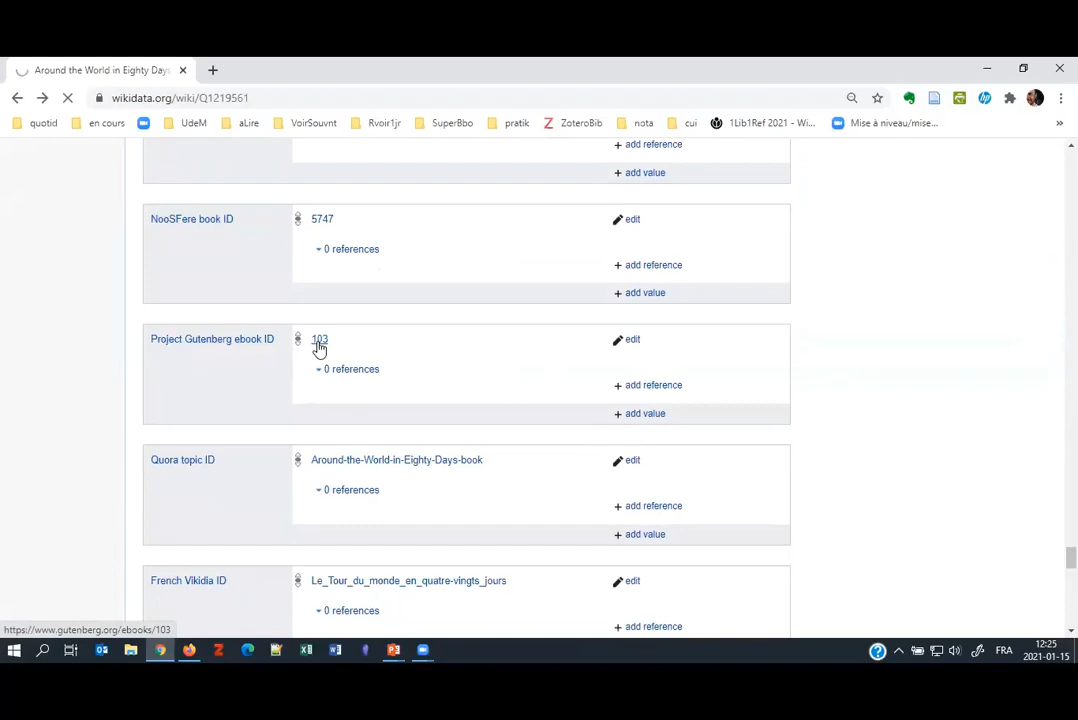 Around the World in Eighty Days
wikidata.org/wiki/Q1219561
quotid en cours UdeM aLire VoirSouvnt Rvoir1jr SuperBbo pratik ZoteroBib nota cui 1Lib1Ref 2021 - Wi... Mise à niveau/mise... »
+ add reference
+ add value
NooSFere book ID 5747 edit
0 references
+ add reference
+ add value
Project Gutenberg ebook ID 103 edit
0 references
+ add reference
+ add value
Quora topic ID Around-the-World-in-Eighty-Days-book edit
0 references
+ add reference
+ add value
French Vikidia ID Le_Tour_du_monde_en_quatre-vingts_jours edit
0 references
+ add reference
https://www.gutenberg.org/ebooks/103
FRA 12:25
2021-01-15